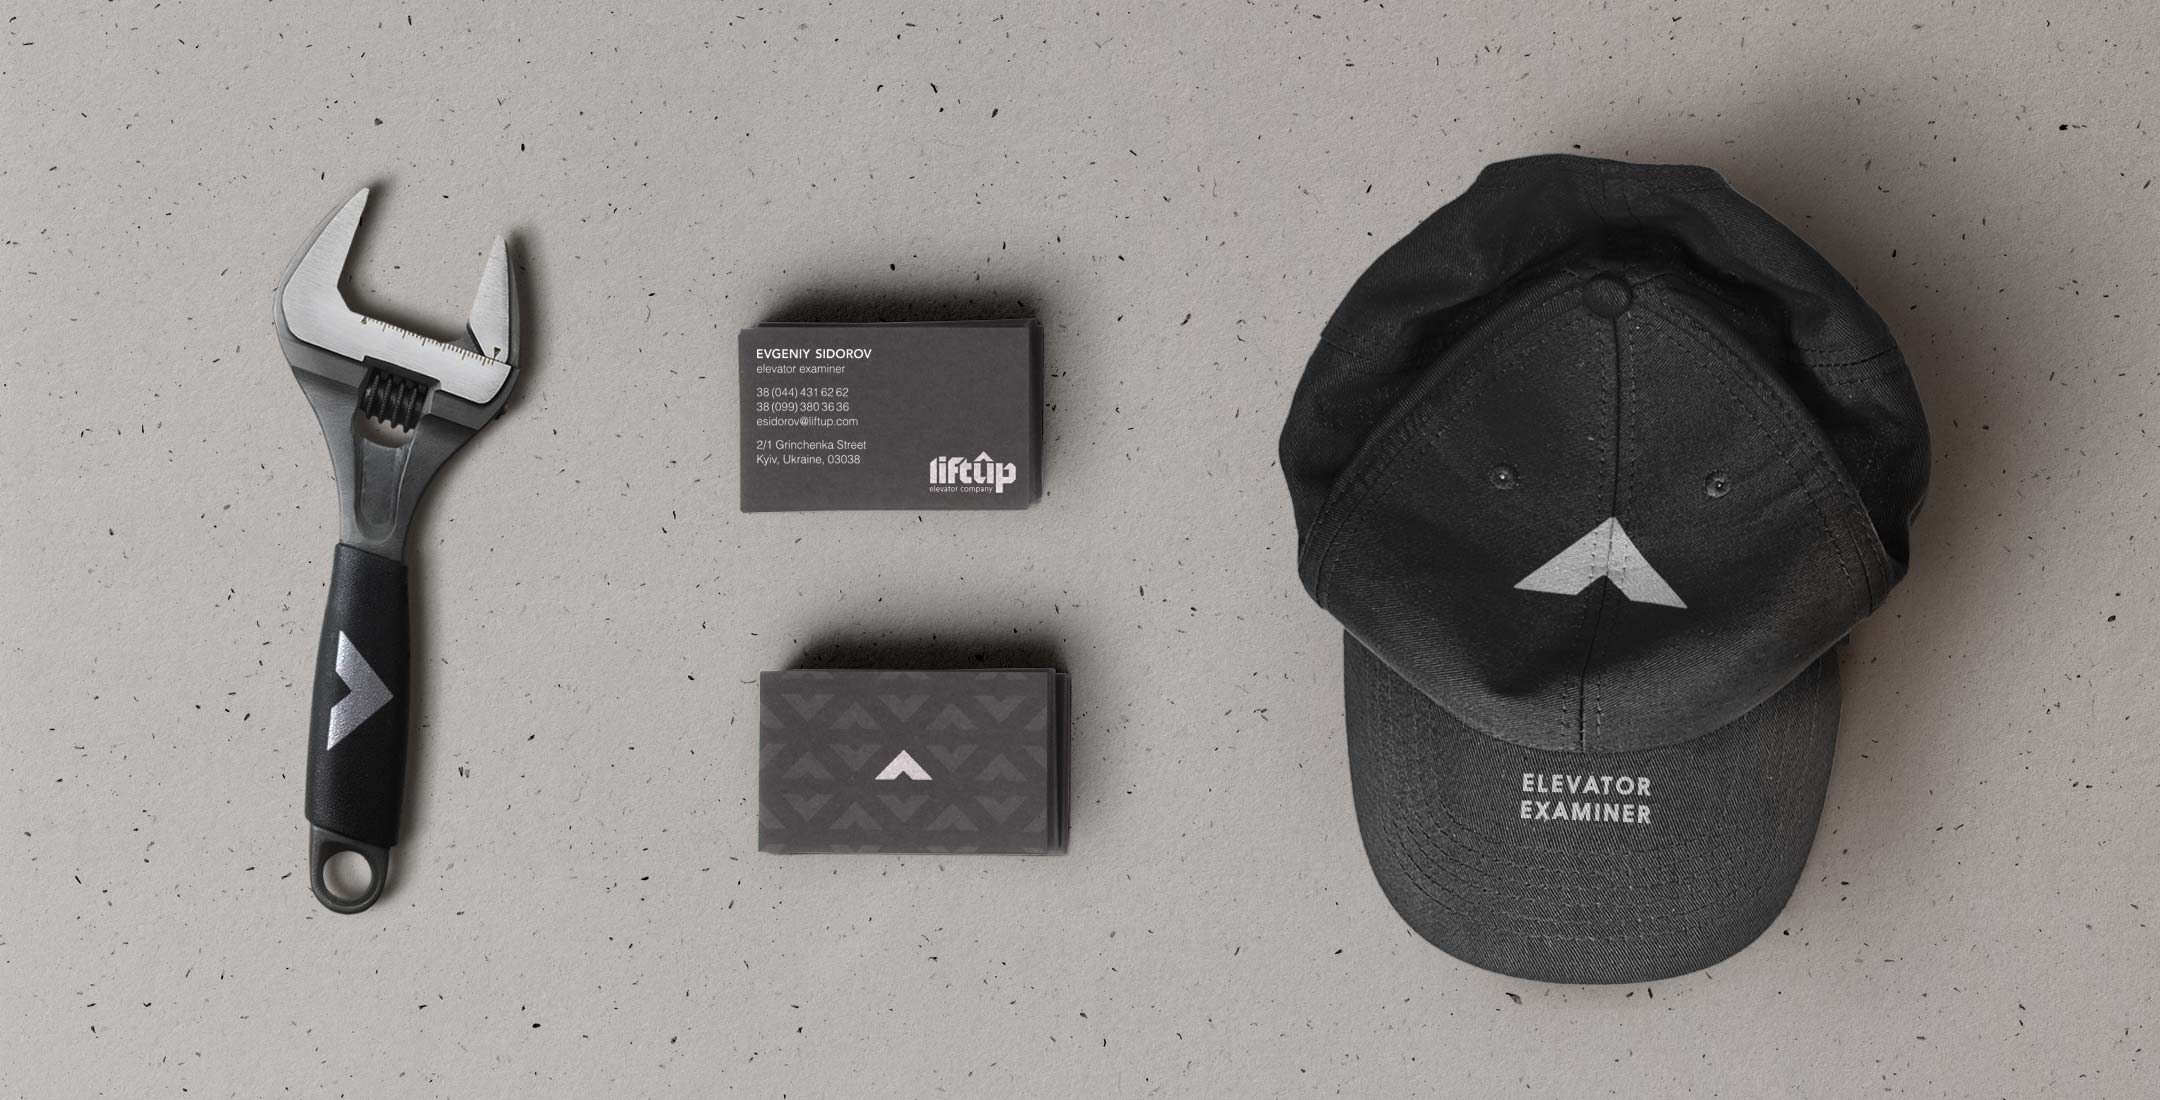 EVGENIY SIDOROV
elevator examiner
38 (044) 431 62 62
38 (099) 380 36 36
esidorov@liftup.com
2/1 Grinchenka Street
Kyiv, Ukraine, 03038
liftup
elevator company
ELEVATOR
EXAMINER